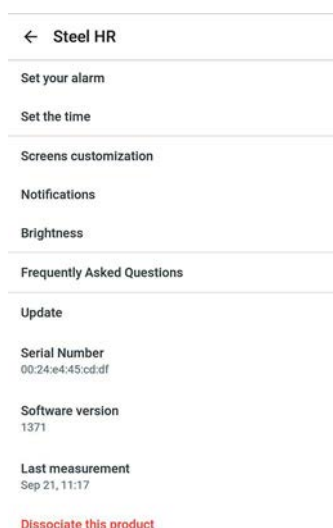 Steel HR
Set your alarm
Set the time
Screens customization
Notifications
Brightness
Frequently Asked Questions
Update
Serial Number
00:24:e4:45:cd:df
Software version
1371
Last measurement
Sep 21, 11:17
Dissociate this product